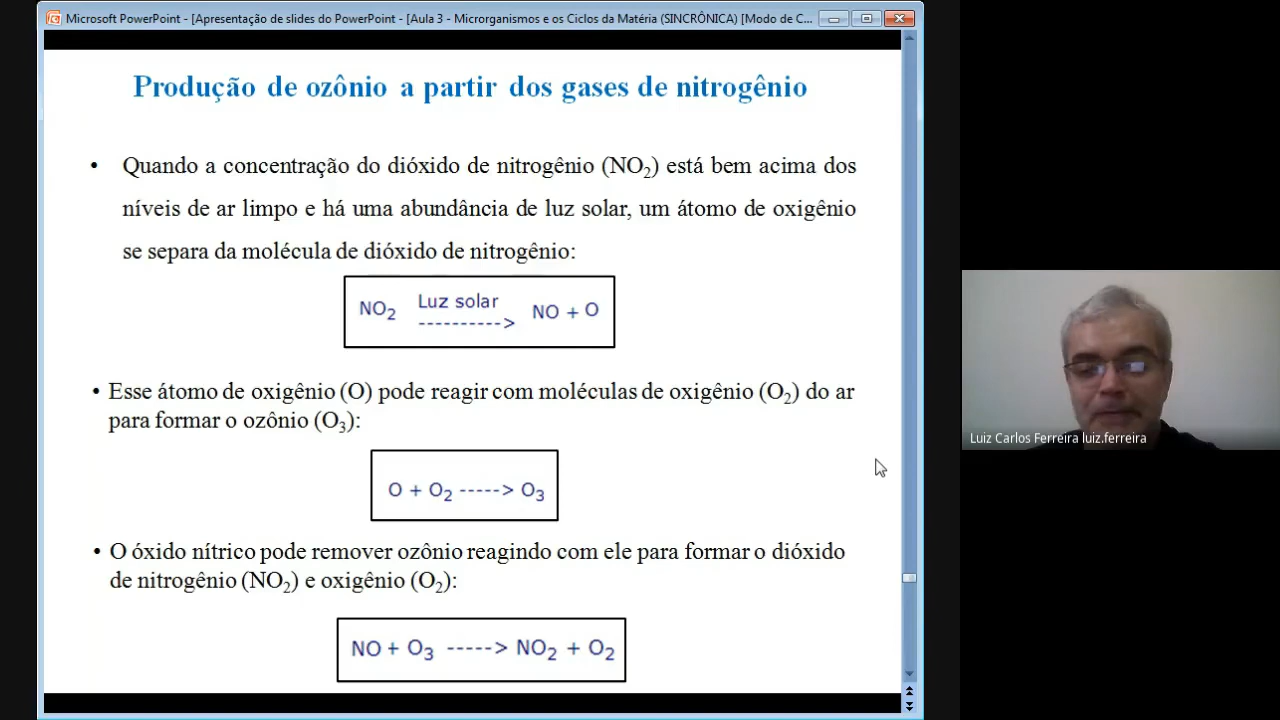 Microsoft PowerPoint - [Apresentação de slides do PowerPoint - [Aula 3 - Microrganismos e os Ciclos da Matéria (SINCRÔNICA) [Modo de C...
Produção de ozônio a partir dos gases de nitrogênio
• Quando a concentração do dióxido de nitrogênio (NO₂) está bem acima dos
níveis de ar limpo e há uma abundância de luz solar, um átomo de oxigênio
se separa da molécula de dióxido de nitrogênio:
NO₂ Luz solar ----------> NO + O
• Esse átomo de oxigênio (O) pode reagir com moléculas de oxigênio (O₂) do ar
para formar o ozônio (O₃):
O + O₂ -----> O₃
• O óxido nítrico pode remover ozônio reagindo com ele para formar o dióxido
de nitrogênio (NO₂) e oxigênio (O₂):
NO + O₃ -----> NO₂ + O₂
Luiz Carlos Ferreira luiz.ferreira